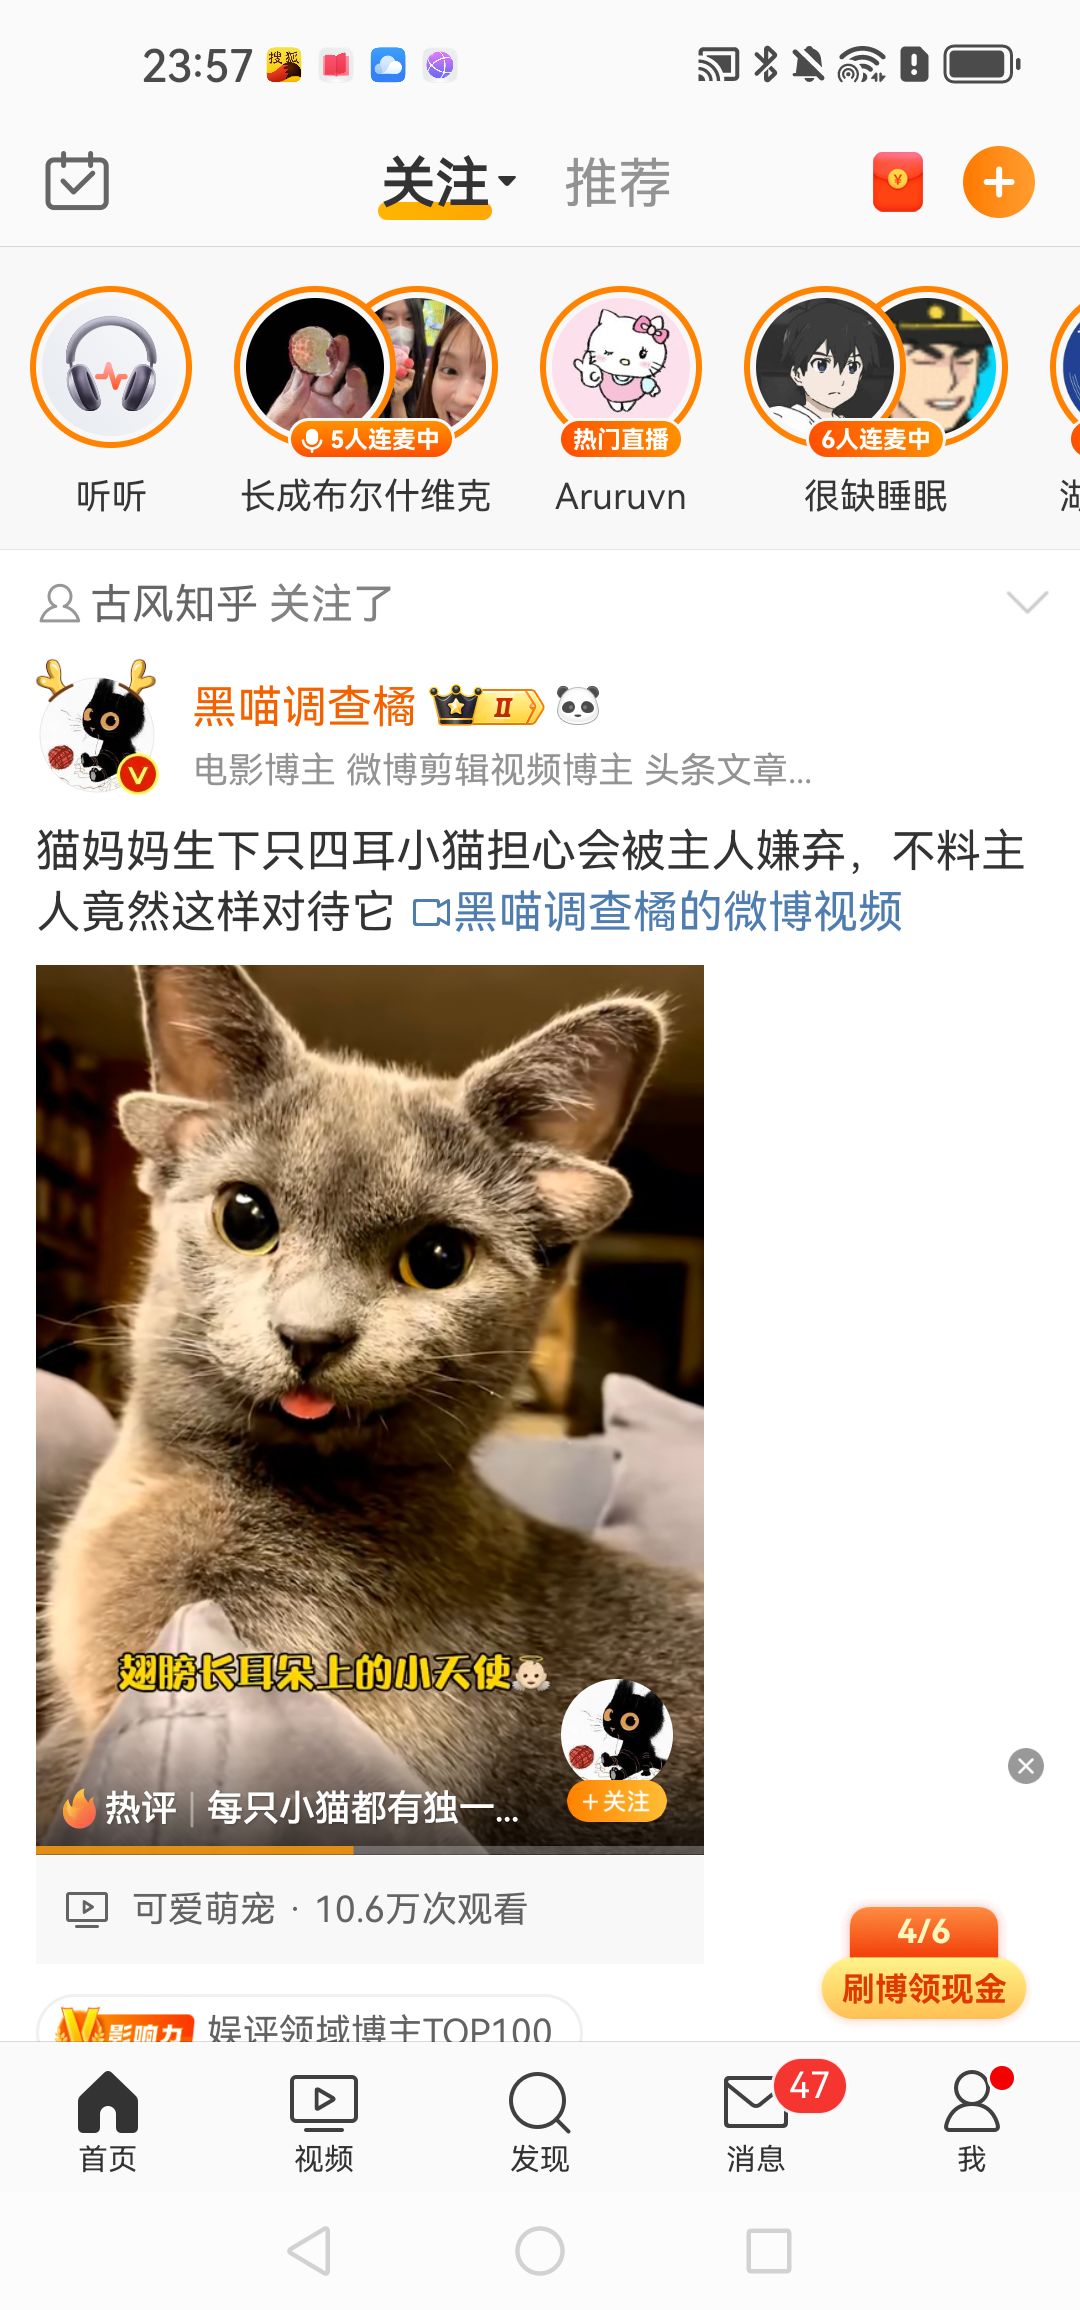 23:57
搜狐
关注
推荐
5人连麦中
热门直播
6人连麦中
听听
长成布尔什维克
Aruruvn
很缺睡眠
古风知乎 关注了
黑喵调查橘
II
V
电影博主 微博剪辑视频博主 头条文章...
猫妈妈生下只四耳小猫担心会被主人嫌弃，不料主
人竟然这样对待它 黑喵调查橘的微博视频
翅膀长耳朵上的小天使
热评 | 每只小猫都有独一...
+关注
可爱萌宠 · 10.6万次观看
4/6
刷博领现金
影响力 娱评领域博主TOP100
47
首页
视频
发现
消息
我